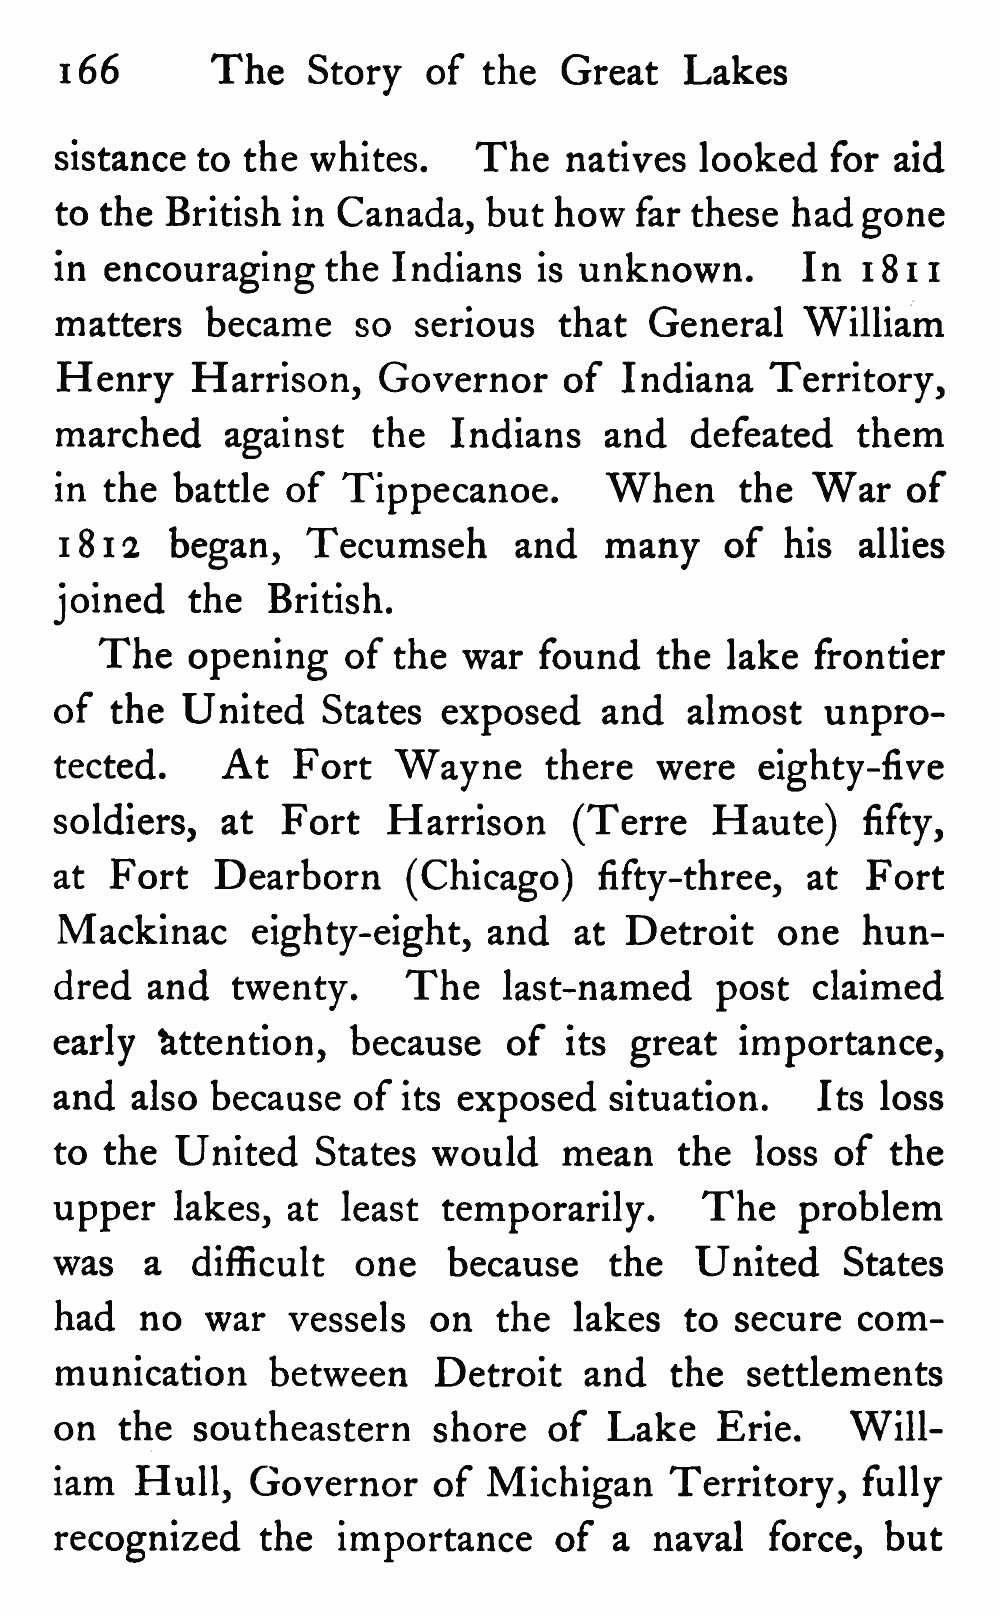 166 The Story of the Great Lakes
sistance to the whites. The natives looked for aid
to the British in Canada, but how far these had gone
in encouraging the Indians is unknown. In 1811
matters became so serious that General William
Henry Harrison, Governor of Indiana Territory,
marched against the Indians and defeated them
in the battle of Tippecanoe. When the War of
1812 began, Tecumseh and many of his allies
joined the British.
The opening of the war found the lake frontier
of the United States exposed and almost unpro-
tected. At Fort Wayne there were eighty-five
soldiers, at Fort Harrison (Terre Haute) fifty,
at Fort Dearborn (Chicago) fifty-three, at Fort
Mackinac eighty-eight, and at Detroit one hun-
dred and twenty. The last-named post claimed
early attention, because of its great importance,
and also because of its exposed situation. Its loss
to the United States would mean the loss of the
upper lakes, at least temporarily. The problem
was a difficult one because the United States
had no war vessels on the lakes to secure com-
munication between Detroit and the settlements
on the southeastern shore of Lake Erie. Will-
iam Hull, Governor of Michigan Territory, fully
recognized the importance of a naval force, but